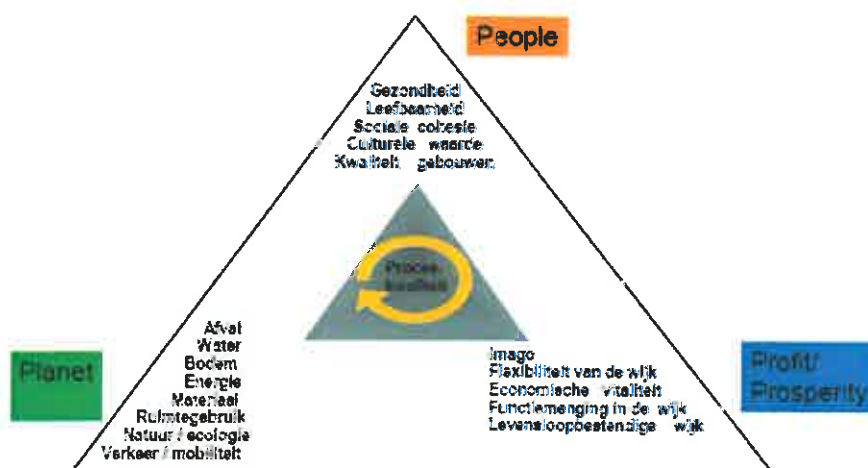 People
Gezondheid
Leefbaarheid
Sociale cohesie
Culturele waarde
Kwaliteit gebouwen
Proces-
kwaliteit
Planet
Afval
Water
Bodem
Energie
Materiaal
Ruimtegebruik
Natuur / ecologie
Verkeer / mobiliteit
Imago
Flexibiliteit van de wijk
Economische vitaliteit
Functiemenging in de wijk
Levensloopbestendige wijk
Profit/
Prosperity